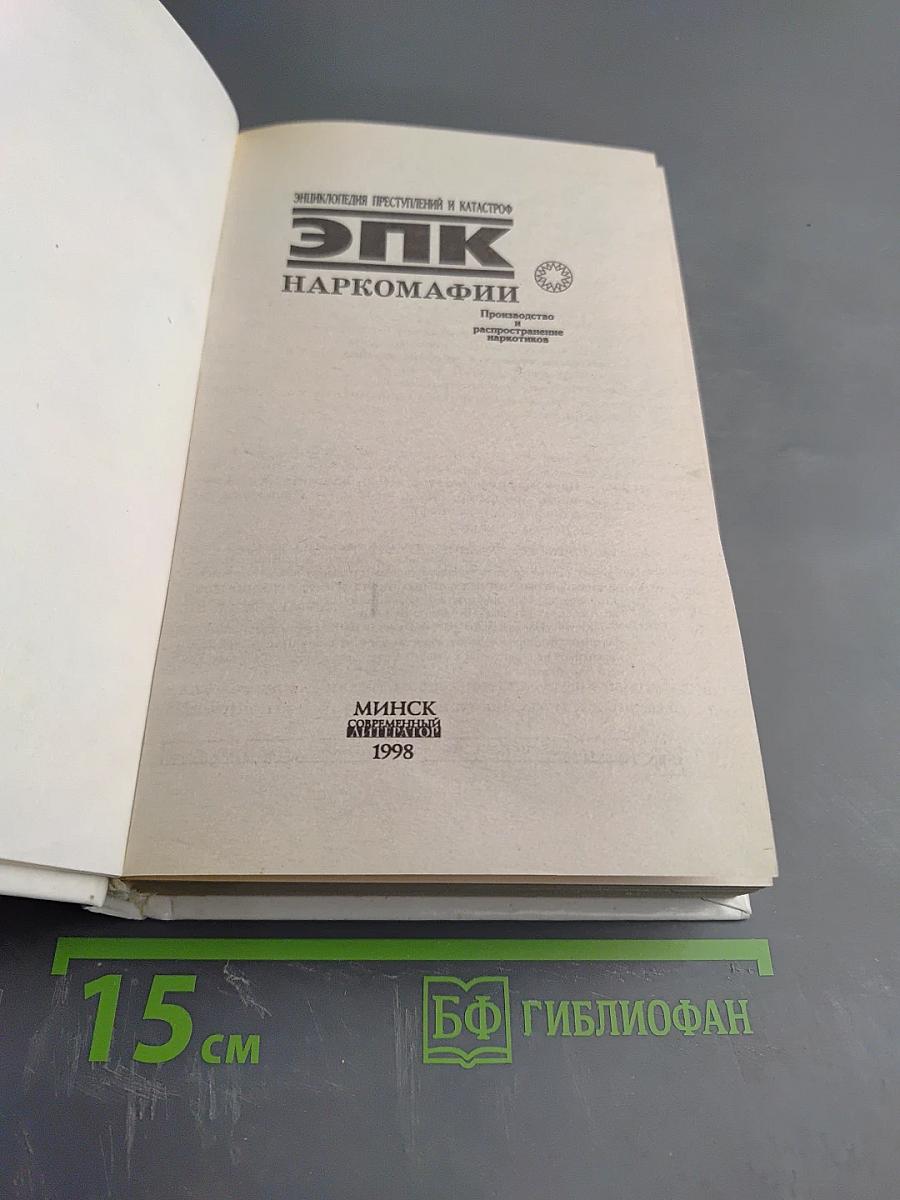 ЭНЦИКЛОПЕДИЯ ПРЕСТУПЛЕНИЙ И КАТАСТРОФ
ЭПК
НАРКОМАФИИ
Производство
и
распространение
наркотиков
МИНСК
СОВРЕМЕННЫЙ
ЛИТЕРАТОР
1998
15 см
БФ ГИБЛИОФАН